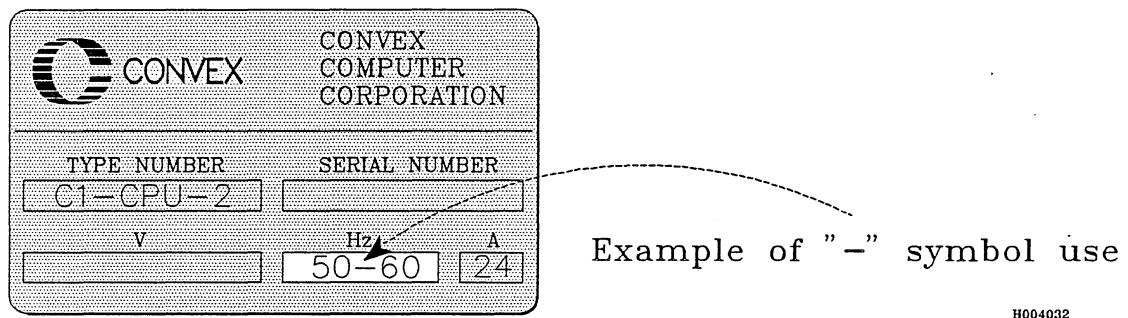 CONVEX
CONVEX
COMPUTER
CORPORATION
TYPE NUMBER
SERIAL NUMBER
C1-CPU-2
V
Hz
A
50-60
24
Example of "-" symbol use
H004032